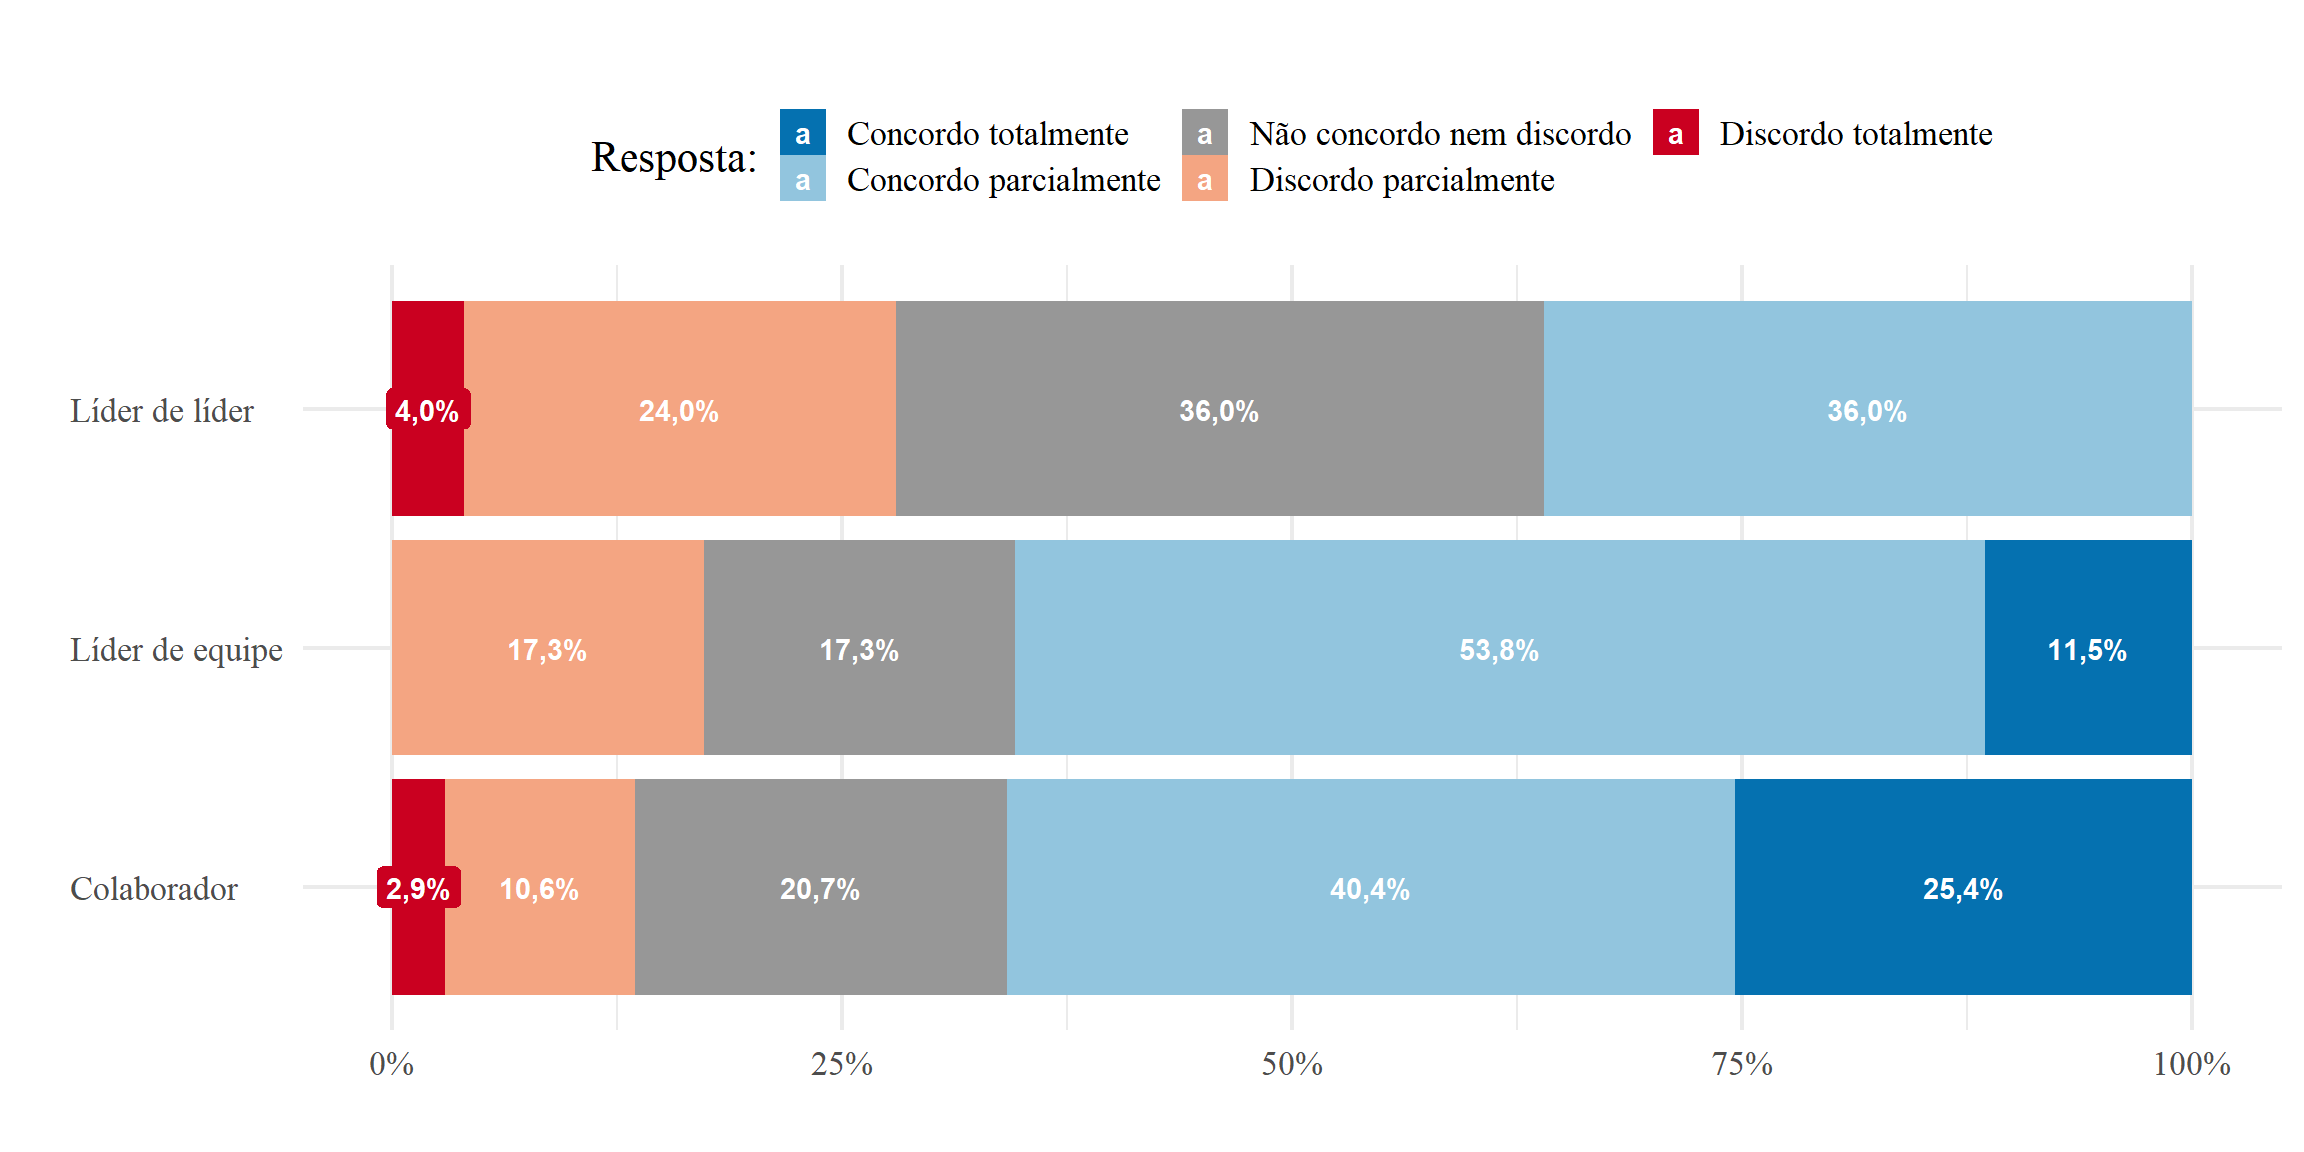 Resposta:
a Concordo totalmente a Não concordo nem discordo a Discordo totalmente
a Concordo parcialmente a Discordo parcialmente
Líder de líder 4,0% 24,0% 36,0% 36,0%
Líder de equipe 17,3% 17,3% 53,8% 11,5%
Colaborador 2,9% 10,6% 20,7% 40,4% 25,4%
0% 25% 50% 75% 100%